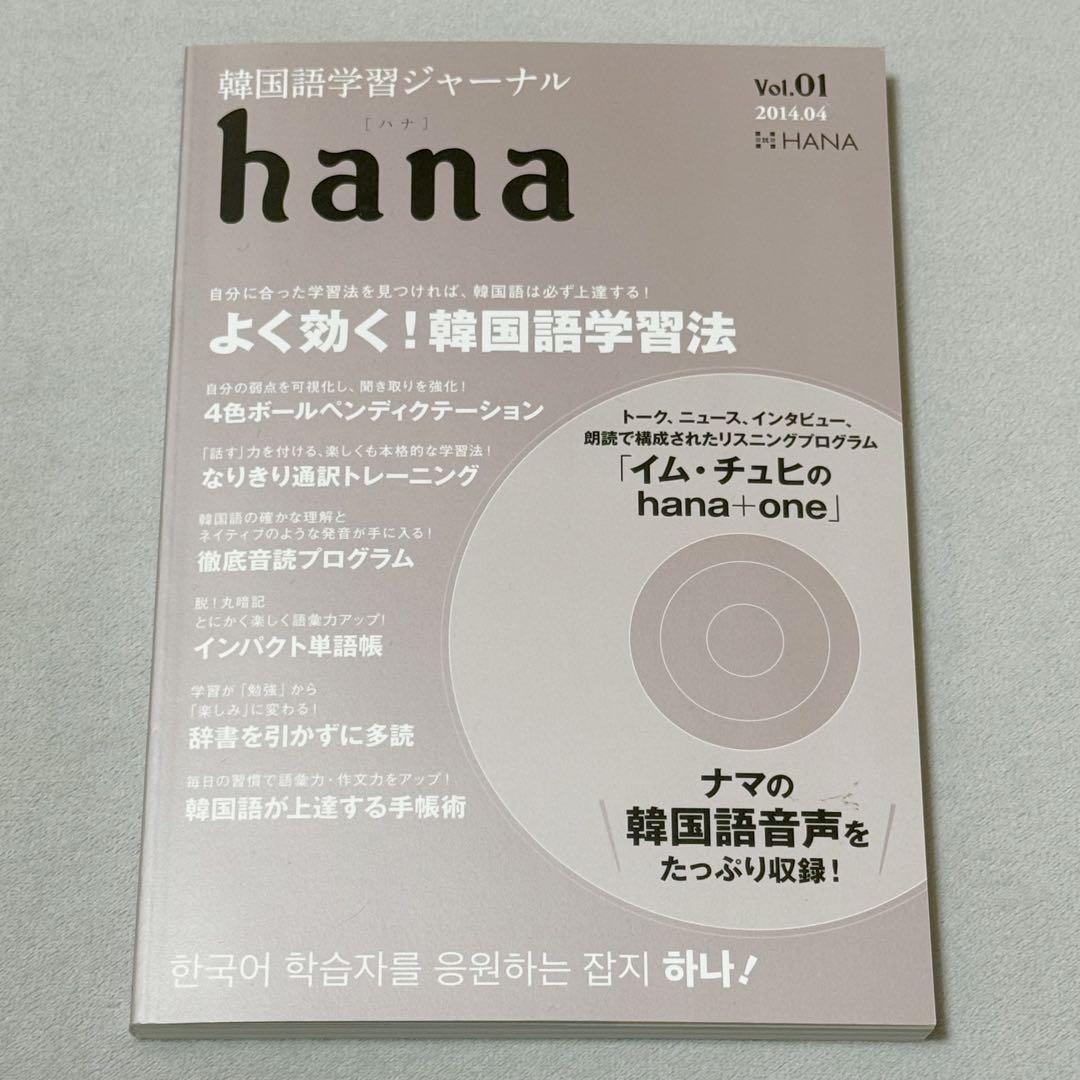 韓国語学習ジャーナル
[ハナ]
hana
Vol.01
2014.04
HANA
自分に合った学習法を見つければ、韓国語は必ず上達する!
よく効く!韓国語学習法
自分の弱点を可視化し、聞き取りを強化!
4色ボールペンディクテーション
「話す」力を付ける、楽しくも本格的な学習法!
なりきり通訳トレーニング
韓国語の確かな理解と
ネイティブのような発音が手に入る!
徹底音読プログラム
脱!丸暗記
とにかく楽しく語彙力アップ!
インパクト単語帳
学習が「勉強」から
「楽しみ」に変わる!
辞書を引かずに多読
毎日の習慣で語彙力・作文力をアップ!
韓国語が上達する手帳術
トーク、ニュース、インタビュー、
朗読で構成されたリスニングプログラム
「イム・チュヒの
hana+one」
ナマの
韓国語音声を
たっぷり収録!
한국어 학습자를 응원하는 잡지 하나!